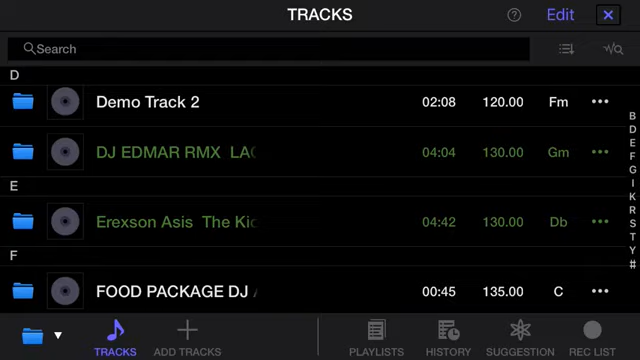 TRACKS
Edit
Search
D
Demo Track 2 02:08 120.00 Fm
DJ EDMAR RMX 04:04 130.00 Gm
E
Erexson Asis The 04:42 130.00 Db
F
FOOD PACKAGE DJ 00:45 135.00 C
B
D
E
F
G
I
K
R
S
T
Y
#
TRACKS ADD TRACKS PLAYLISTS HISTORY SUGGESTION REC LIST